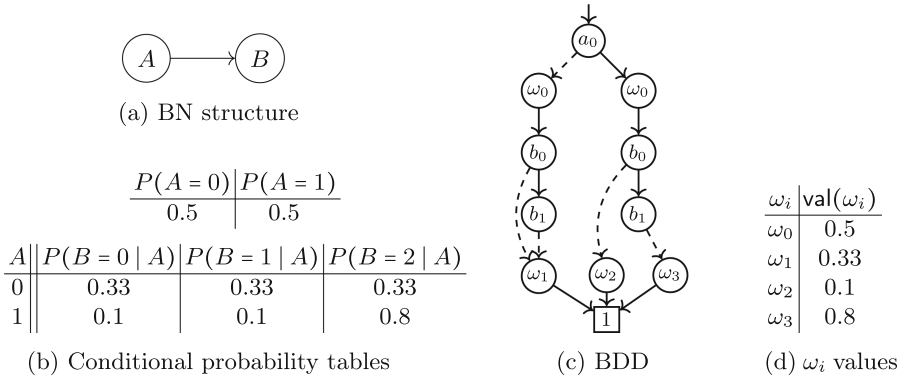 A B
(a) BN structure
P(A = 0) P(A = 1)
0.5 0.5
A P(B = 0 | A) P(B = 1 | A) P(B = 2 | A)
0 0.33 0.33 0.33
1 0.1 0.1 0.8
(b) Conditional probability tables
a₀
ω₀ ω₀
b₀ b₀
b₁ b₁
ω₁ ω₂ ω₃
1
(c) BDD
ωᵢ val(ωᵢ)
ω₀ 0.5
ω₁ 0.33
ω₂ 0.1
ω₃ 0.8
(d) ωᵢ values